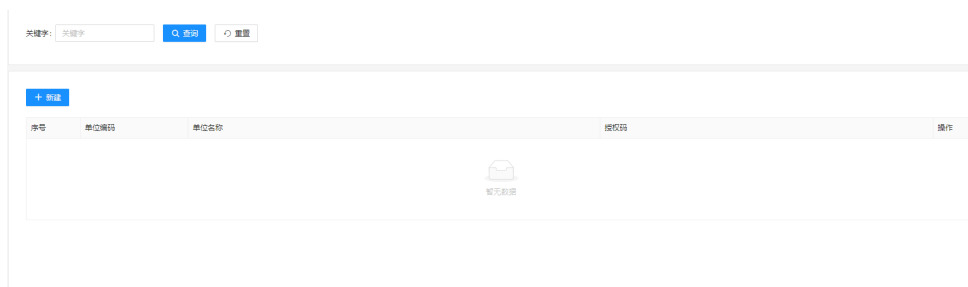 关键字: 关键字 查询 重置
+ 新建
序号 单位编码 单位名称 授权码 操作
暂无数据